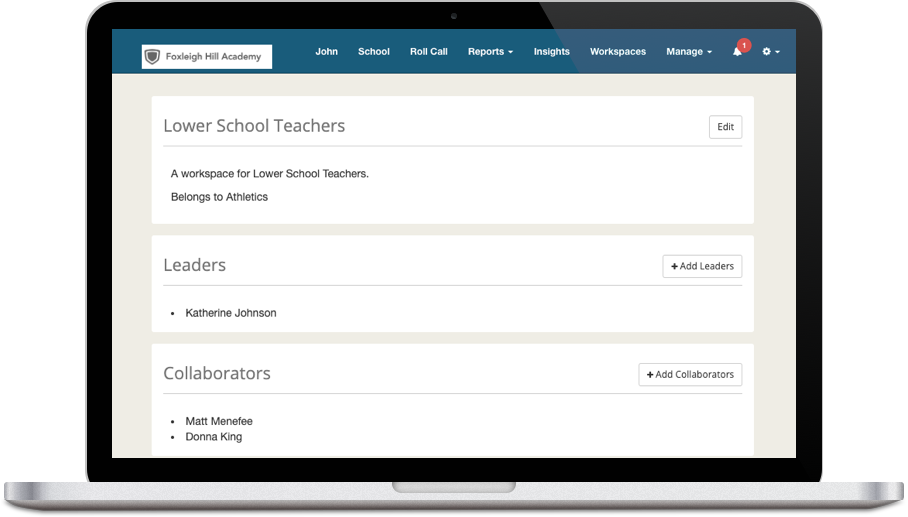 Foxleigh Hill Academy
John School Roll Call Reports Insights Workspaces Manage 1
Lower School Teachers
Edit
A workspace for Lower School Teachers.
Belongs to Athletics
Leaders
+ Add Leaders
• Katherine Johnson
Collaborators
+ Add Collaborators
• Matt Menefee
• Donna King